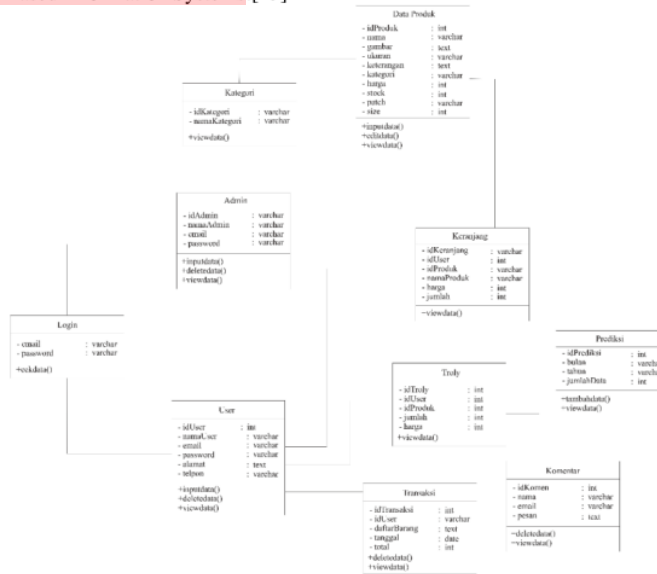 Data Produk
- idProduk : int
- nama : varchar
- gambar : text
- ukuran : varchar
- keterangan : text
- kategori : varchar
- harga : int
- stock : int
- patch : varchar
- size : int
+inputdata()
+editdata()
+viewdata()
Kategori
- idKategori : varchar
- namaKategori : varchar
+viewdata()
Admin
- idAdmin : varchar
- namaAdmin : varchar
- email : varchar
- password : varchar
+inputdata()
+deletedata()
+viewdata()
Keranjang
- idKeranjang : varchar
- idUser : int
- idProduk : int
- namaProduk : varchar
- harga : int
- jumlah : int
+viewdata()
Login
- email : varchar
- password : varchar
+cekdata()
Prediksi
- idPrediksi : int
- bulan : varcha
- tahun : varcha
- jumlahData : int
+tambahdata()
+viewdata()
Troly
- idTroly : int
- idUser : int
- idProduk : int
- jumlah : int
- harga : int
+viewdata()
User
- idUser : int
- namaUser : varchar
- email : varchar
- password : varchar
- alamat : text
- telpon : varchar
+inputdata()
+deletedata()
+viewdata()
Komentar
- idKomen : int
- nama : varchar
- email : varchar
- pesan : text
+deletedata()
+viewdata()
Transaksi
- idTransaksi : int
- idUser : varchar
- daftarBarang : text
- tanggal : date
- total : int
+deletedata()
+viewdata()